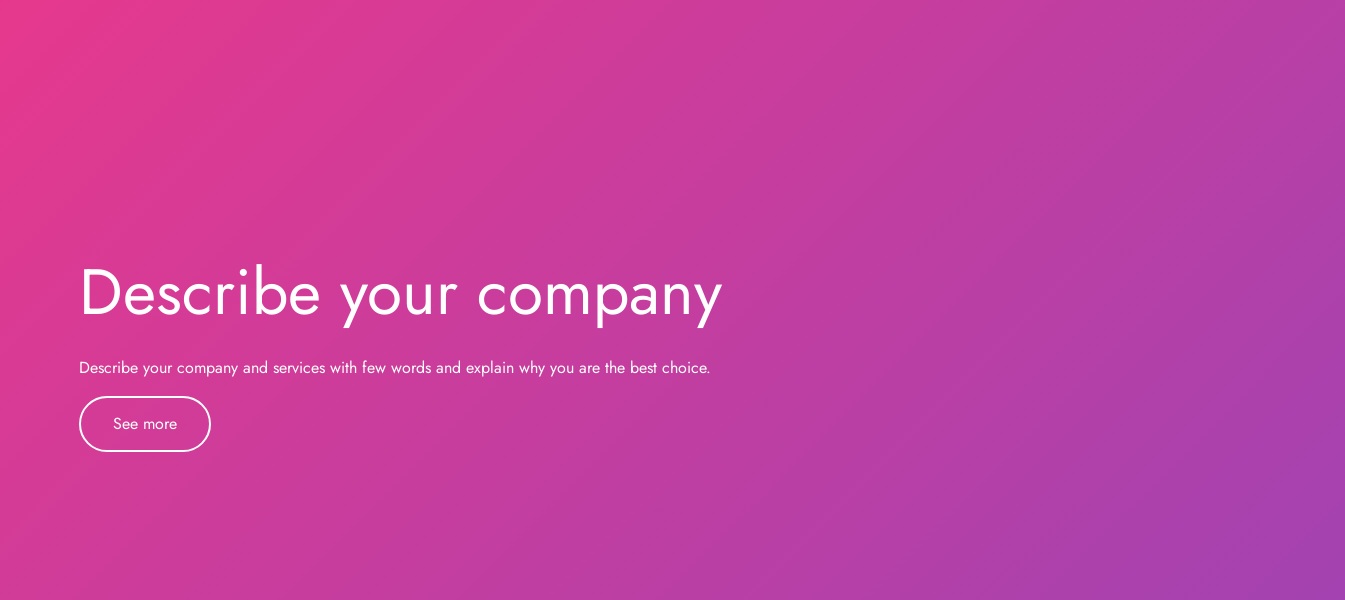 Describe your company
Describe your company and services with few words and explain why you are the best choice.
See more